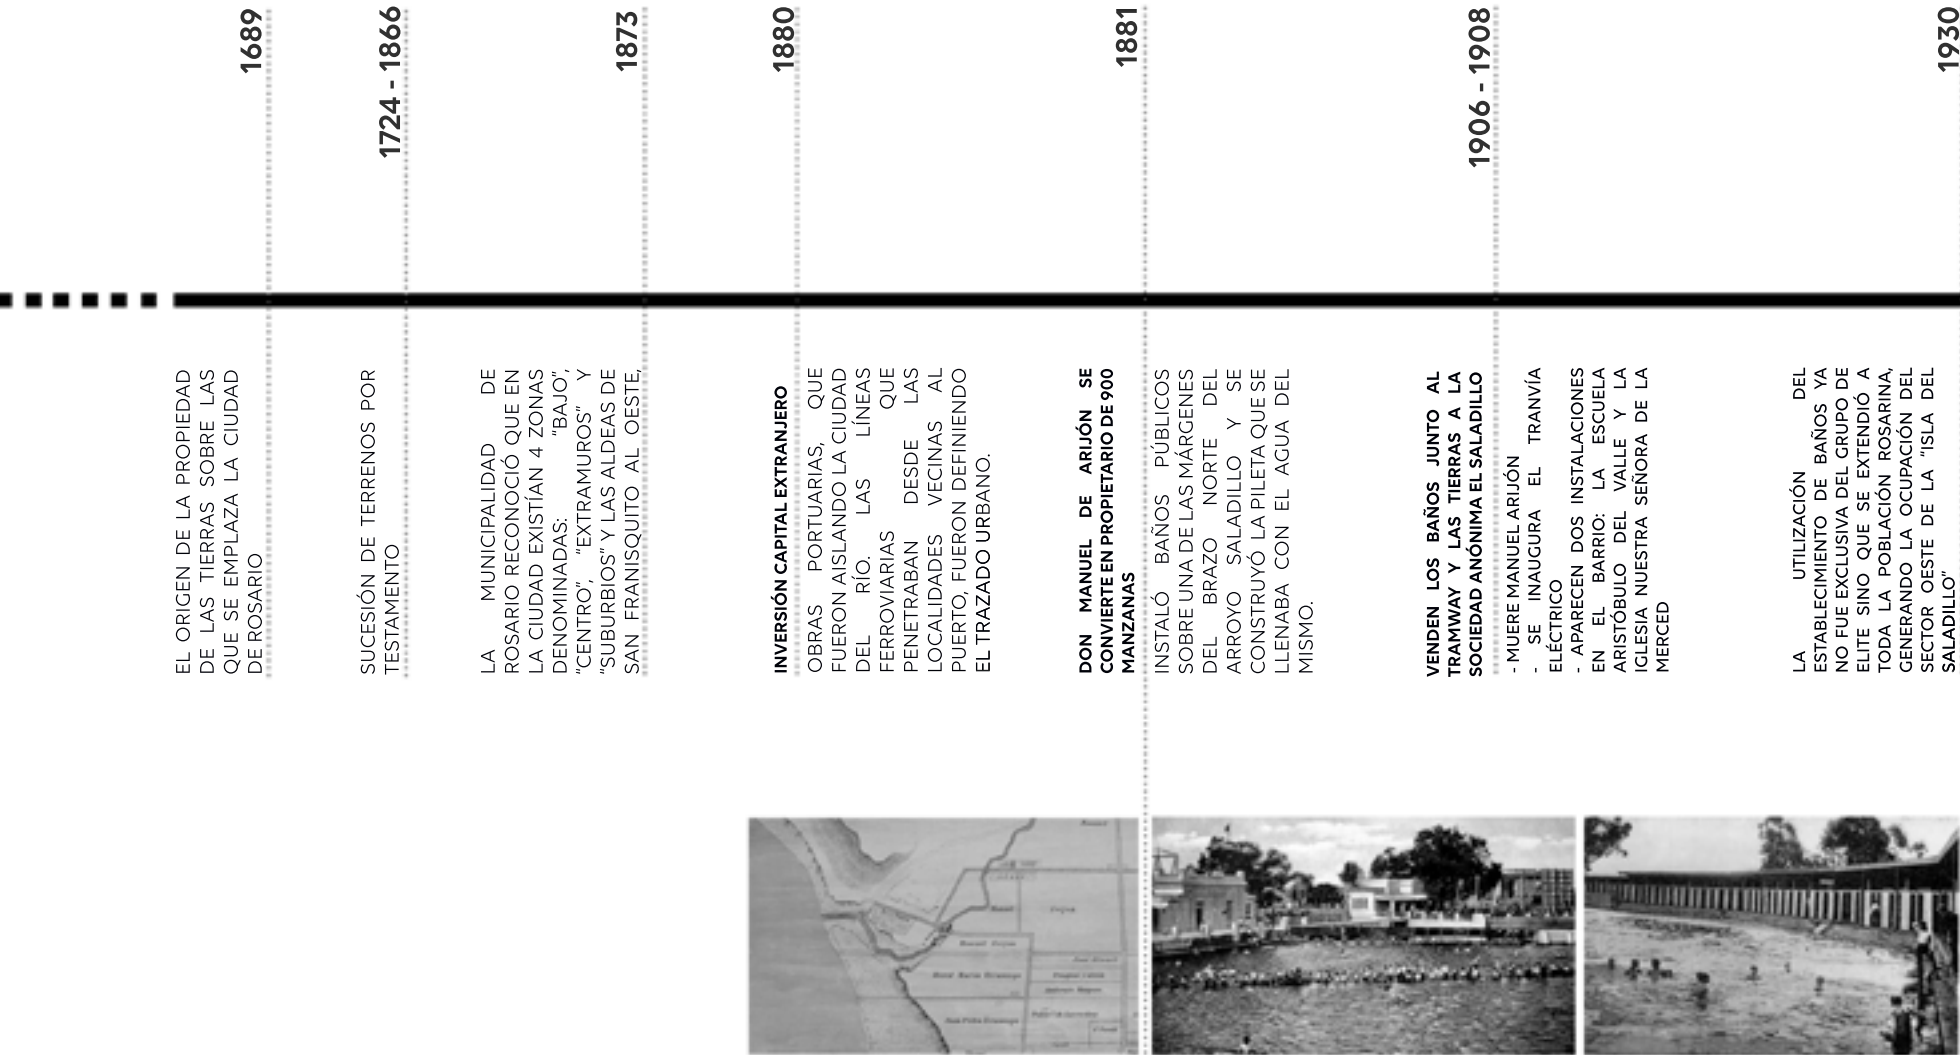 1689
EL ORIGEN DE LA PROPIEDAD
DE LAS TIERRAS SOBRE LAS
QUE SE EMPLAZA LA CIUDAD
DE ROSARIO
1724 - 1866
SUCESIÓN DE TERRENOS POR
TESTAMENTO
1873
LA MUNICIPALIDAD DE
ROSARIO RECONOCIÓ QUE EN
LA CIUDAD EXISTÍAN 4 ZONAS
DENOMINADAS: "BAJO",
"CENTRO", "EXTRAMUROS" Y
"SUBURBIOS" Y LAS ALDEAS DE
SAN FRANISQUITO AL OESTE,
1880
INVERSIÓN CAPITAL EXTRANJERO
OBRAS PORTUARIAS, QUE
FUERON AISLANDO LA CIUDAD
DEL RÍO. LAS LÍNEAS
FERROVIARIAS QUE
PENETRABAN DESDE LAS
LOCALIDADES VECINAS AL
PUERTO, FUERON DEFINIENDO
EL TRAZADO URBANO.
1881
DON MANUEL DE ARIJÓN SE
CONVIERTE EN PROPIETARIO DE 900
MANZANAS
INSTALÓ BAÑOS PÚBLICOS
SOBRE UNA DE LAS MÁRGENES
DEL BRAZO NORTE DEL
ARROYO SALADILLO Y SE
CONSTRUYÓ LA PILETA QUE SE
LLENABA CON EL AGUA DEL
MISMO.
1906 - 1908
VENDEN LOS BAÑOS JUNTO AL
TRAMWAY Y LAS TIERRAS A LA
SOCIEDAD ANÓNIMA EL SALADILLO
- MUERE MANUEL ARIJÓN
- SE INAUGURA EL TRANVÍA
ELÉCTRICO
- APARECEN DOS INSTALACIONES
EN EL BARRIO: LA ESCUELA
ARISTÓBULO DEL VALLE Y LA
IGLESIA NUESTRA SEÑORA DE LA
MERCED
1930
LA UTILIZACIÓN DEL
ESTABLECIMIENTO DE BAÑOS YA
NO FUE EXCLUSIVA DEL GRUPO DE
ELITE SINO QUE SE EXTENDIÓ A
TODA LA POBLACIÓN ROSARINA,
GENERANDO LA OCUPACIÓN DEL
SECTOR OESTE DE LA "ISLA DEL
SALADILLO"